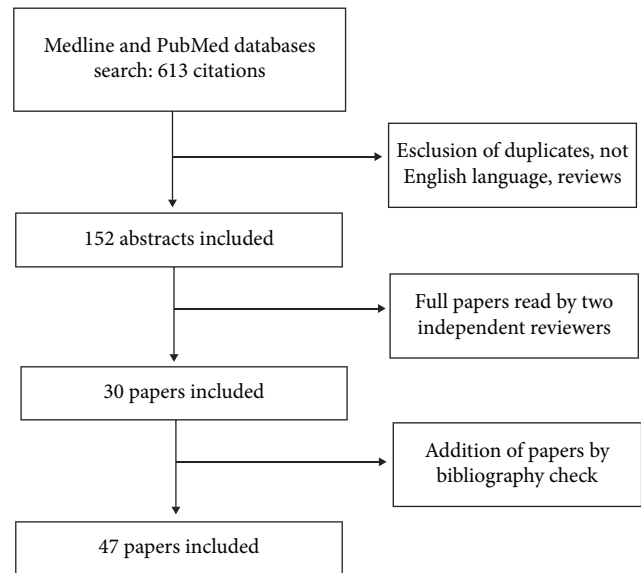 Medline and PubMed databases
search: 613 citations
Esclusion of duplicates, not
English language, reviews
152 abstracts included
Full papers read by two
independent reviewers
30 papers included
Addition of papers by
bibliography check
47 papers included